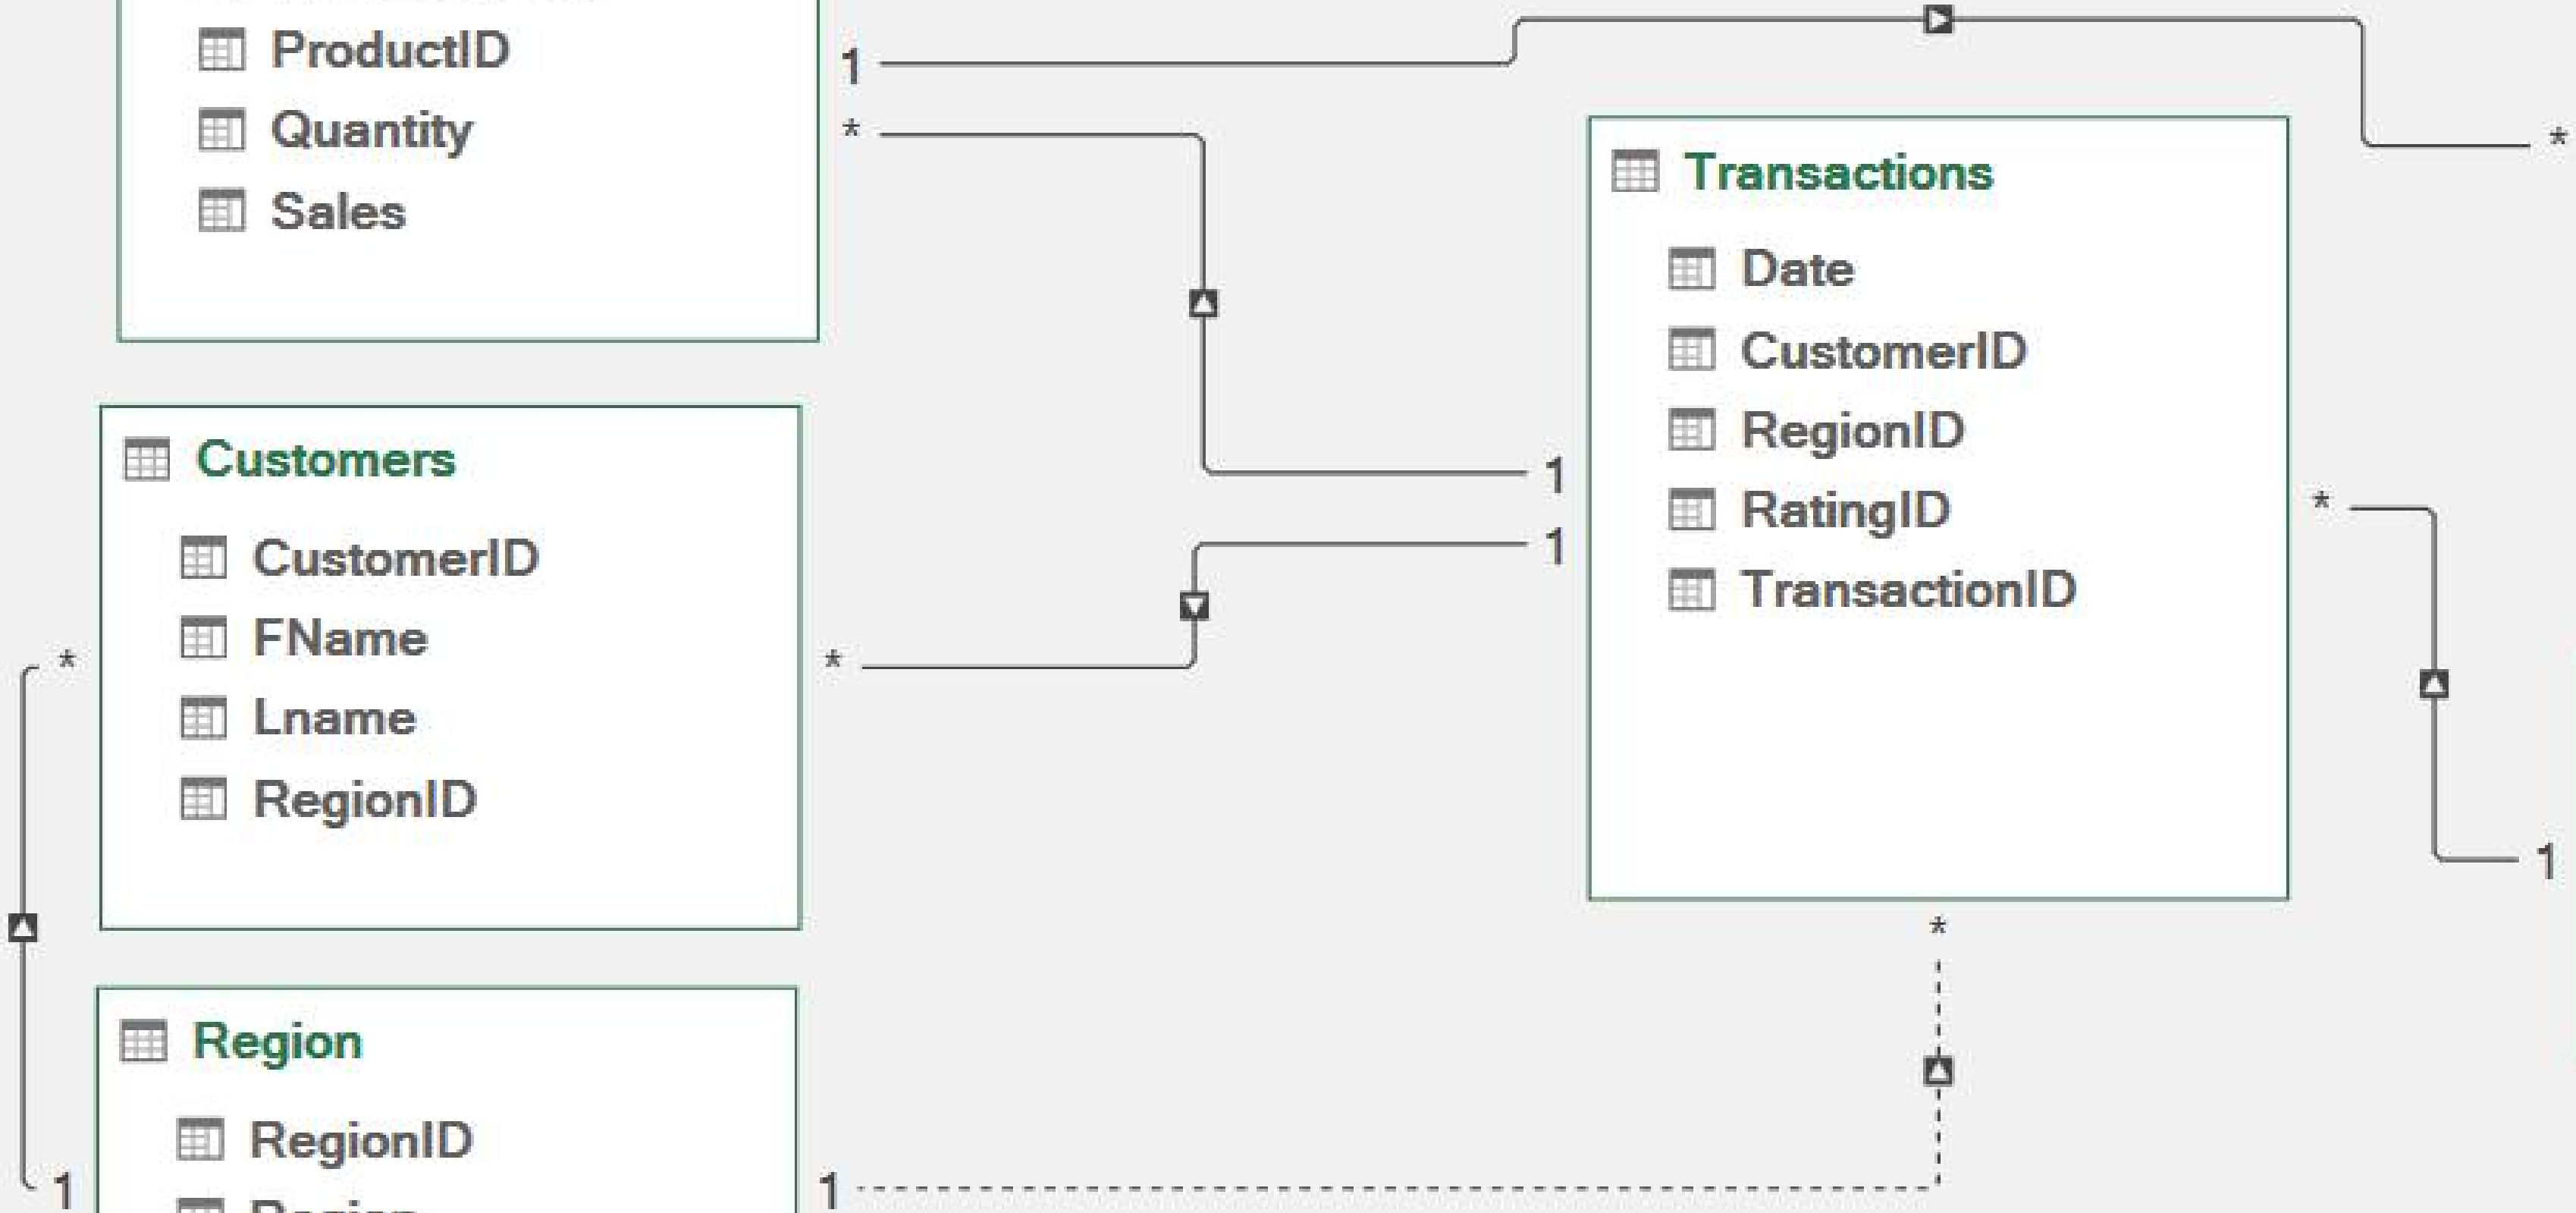 ProductID
Quantity
Sales
1
*
*
Transactions
Date
CustomerID
RegionID
RatingID
TransactionID
1
1
*
1
*
Customers
CustomerID
FName
Lname
RegionID
*
*
1
Region
RegionID
1